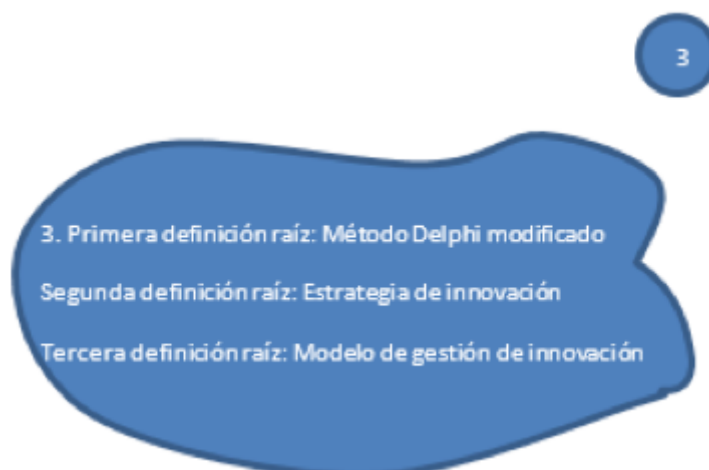 3
3. Primera definición raíz: Método Delphi modificado
Segunda definición raíz: Estrategia de innovación
Tercera definición raíz: Modelo de gestión de innovación